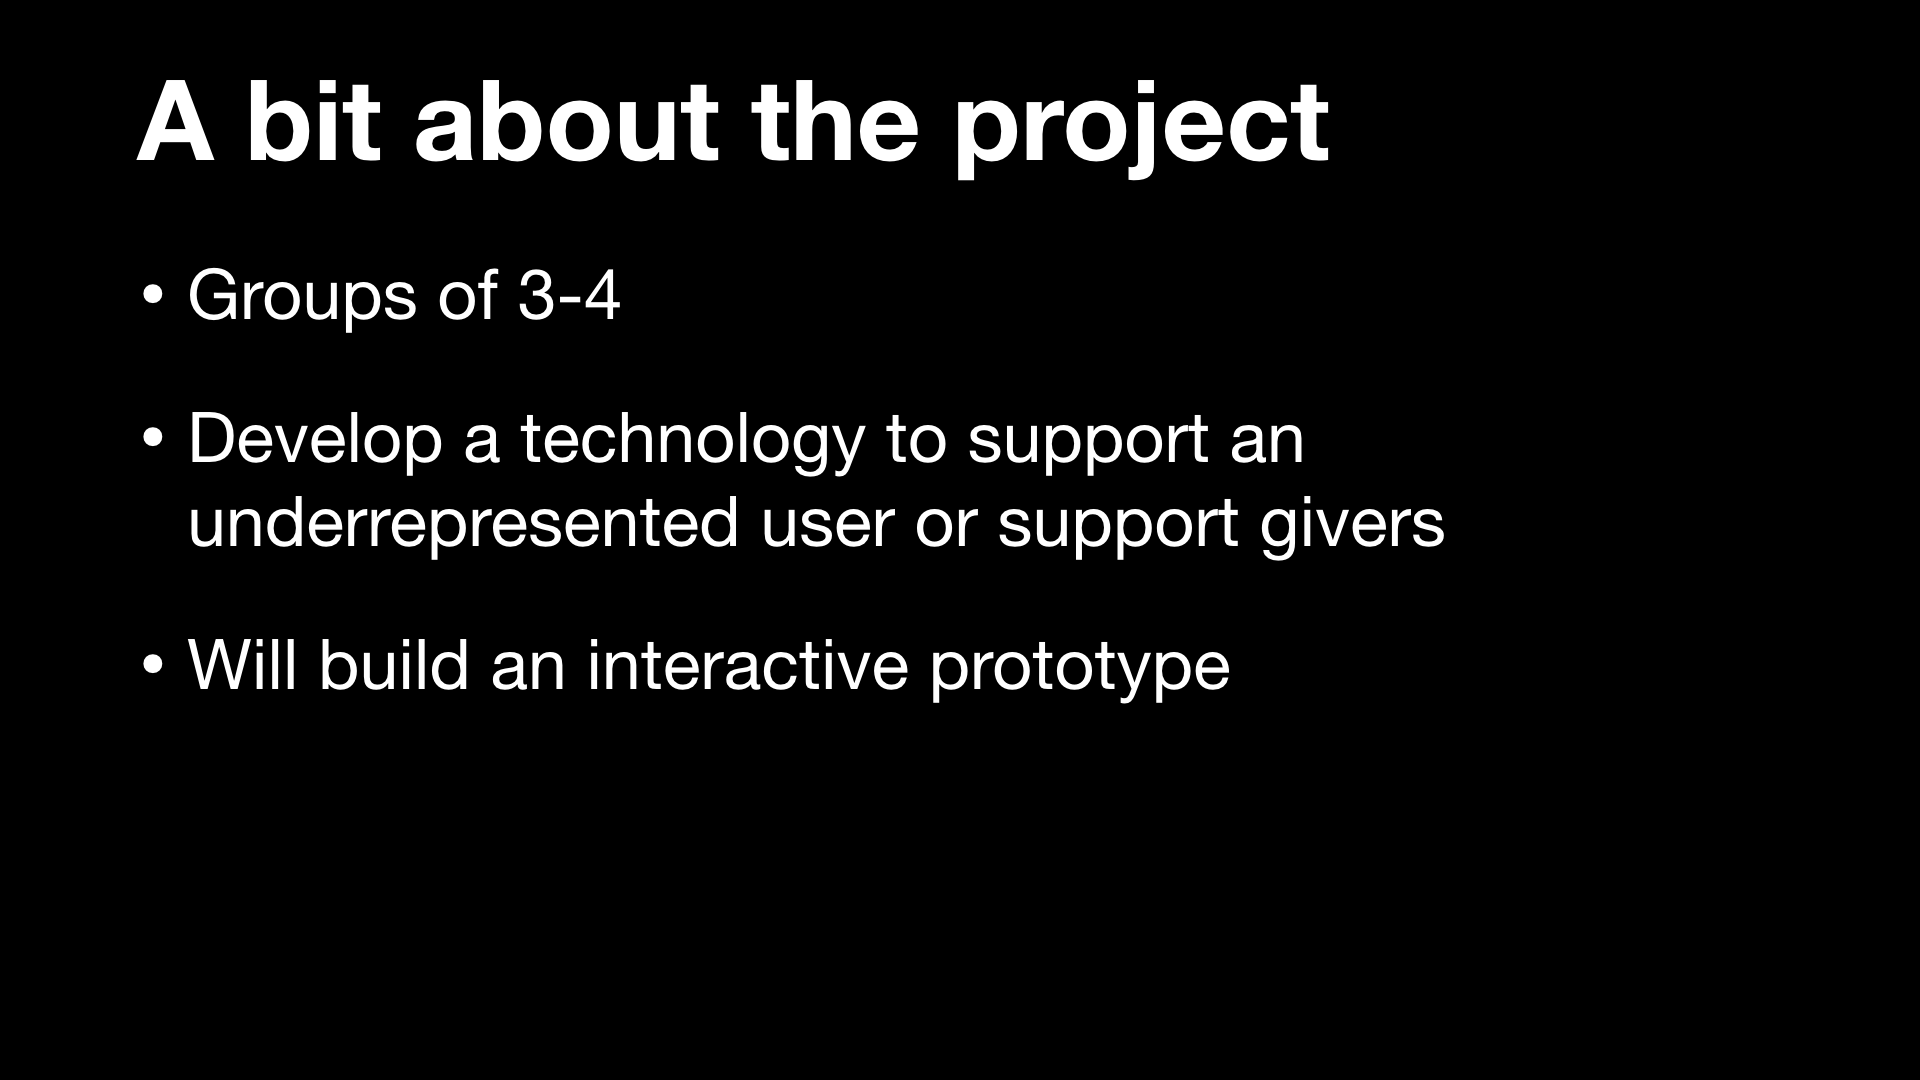 A bit about the project
• Groups of 3-4
• Develop a technology to support an
underrepresented user or support givers
• Will build an interactive prototype